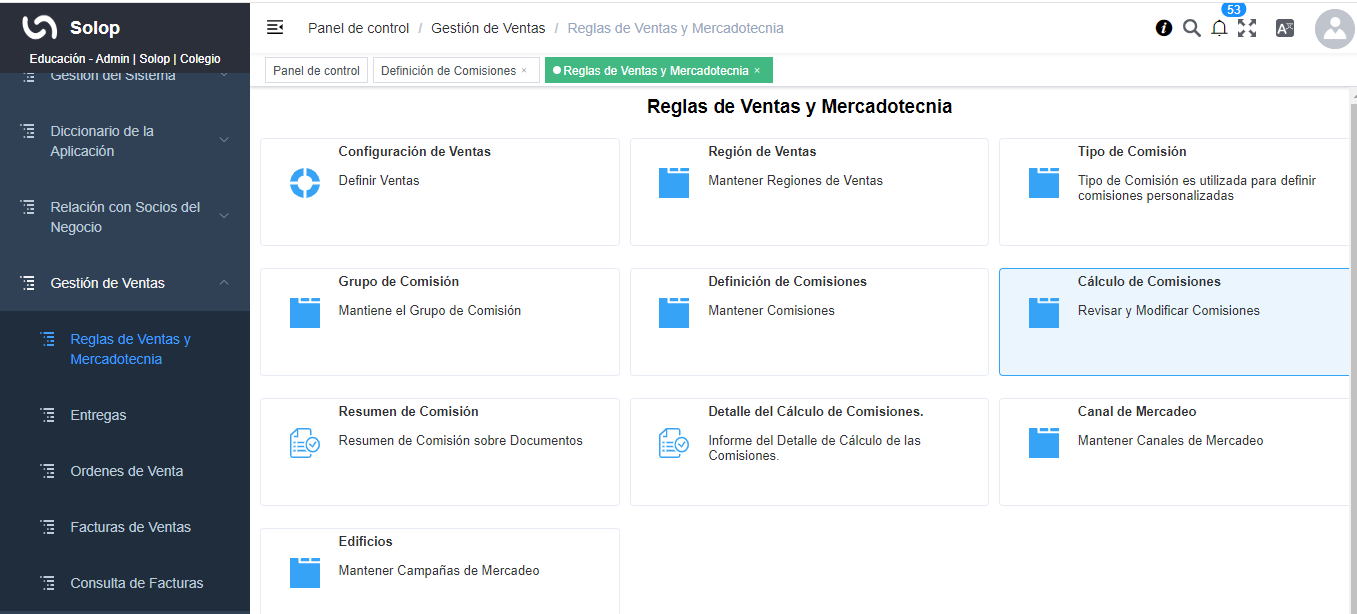 Solop
Educación - Admin | Solop | Colegio
Gestión del Sistema
Diccionario de la
Aplicación
Relación con Socios del
Negocio
Gestión de Ventas
Reglas de Ventas y
Mercadotecnia
Entregas
Ordenes de Venta
Facturas de Ventas
Consulta de Facturas
Panel de control / Gestión de Ventas / Reglas de Ventas y Mercadotecnia
53
Panel de control
Definición de Comisiones ×
Reglas de Ventas y Mercadotecnia ×
Reglas de Ventas y Mercadotecnia
Configuración de Ventas
Definir Ventas
Región de Ventas
Mantener Regiones de Ventas
Tipo de Comisión
Tipo de Comisión es utilizada para definir
comisiones personalizadas
Grupo de Comisión
Mantiene el Grupo de Comisión
Definición de Comisiones
Mantener Comisiones
Cálculo de Comisiones
Revisar y Modificar Comisiones
Resumen de Comisión
Resumen de Comisión sobre Documentos
Detalle del Cálculo de Comisiones.
Informe del Detalle de Cálculo de las
Comisiones.
Canal de Mercadeo
Mantener Canales de Mercadeo
Edificios
Mantener Campañas de Mercadeo